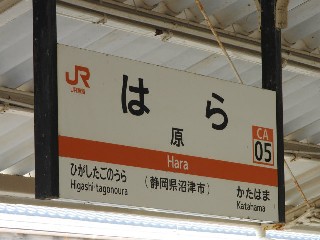 JR
JR東海
はら
原
CA
05
Hara
ひがしたごのうら
Higashi-tagonoura
(静岡県沼津市)
かたはま
Katahama